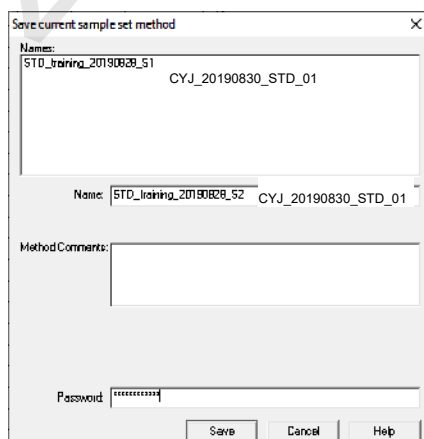 Save current sample set method
Names:
STD_training_20190828_S1
CYJ_20190830_STD_01
Name: STD_training_20190828_S2 CYJ_20190830_STD_01
Method Comments:
Password: ************
Save Cancel Help